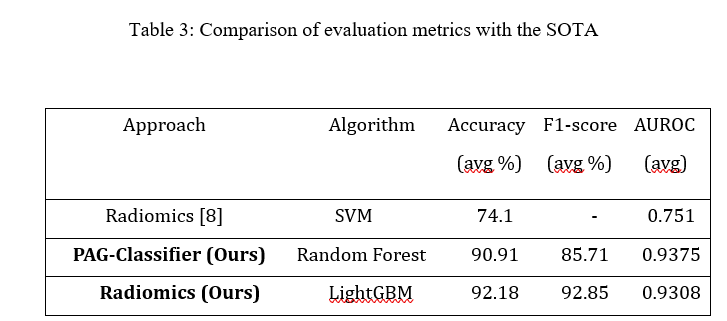 Table 3: Comparison of evaluation metrics with the SOTA
Approach Algorithm Accuracy F1-score AUROC
(avg %) (avg %) (avg)
Radiomics [8] SVM 74.1 - 0.751
PAG-Classifier (Ours) Random Forest 90.91 85.71 0.9375
Radiomics (Ours) LightGBM 92.18 92.85 0.9308